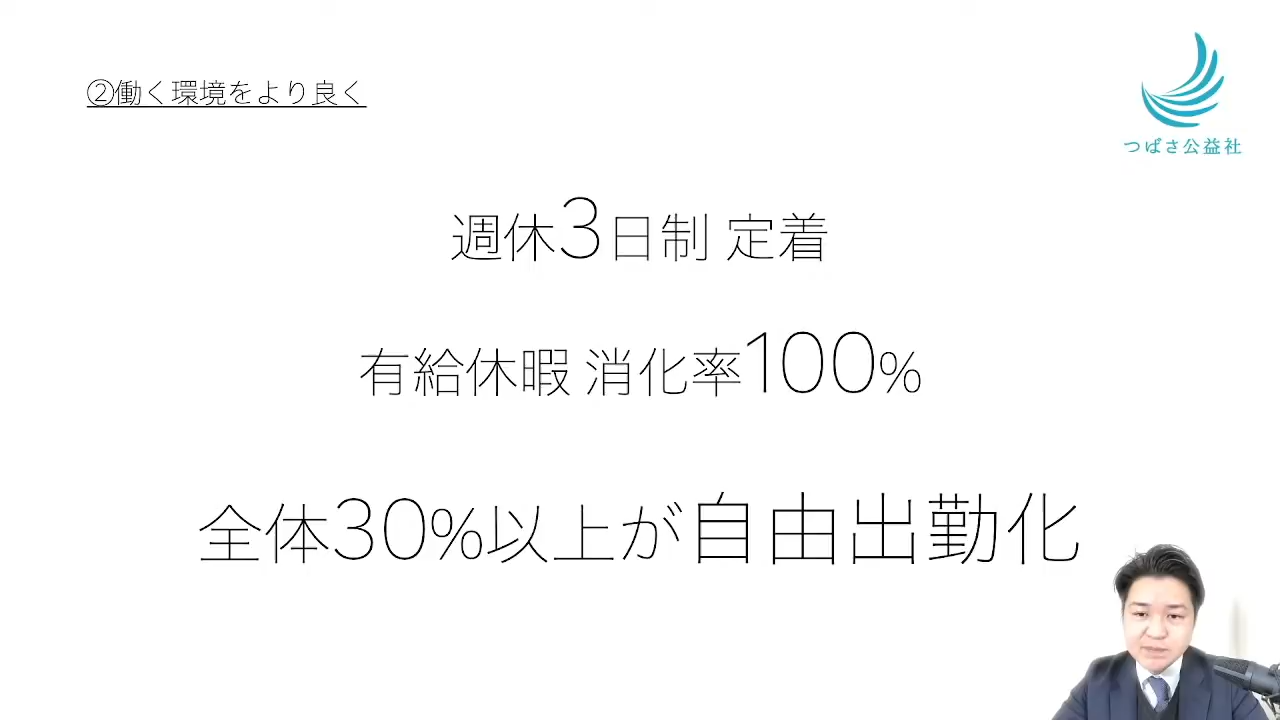 ②働く環境をより良く
つばさ公益社
週休3日制 定着
有給休暇 消化率100%
全体30%以上が自由出勤化